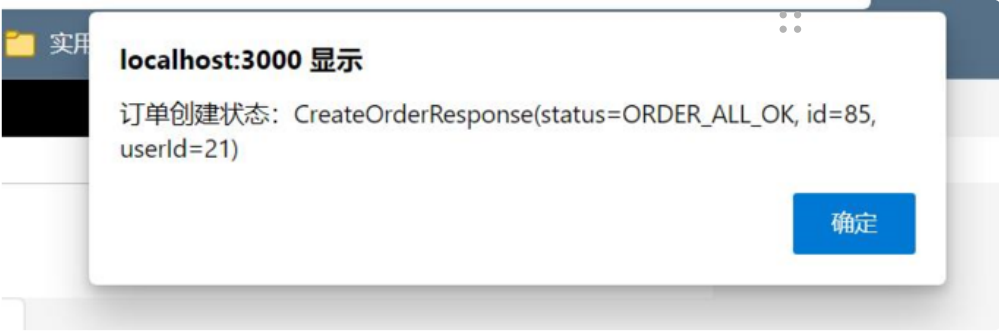 实用
localhost:3000 显示
订单创建状态：CreateOrderResponse(status=ORDER_ALL_OK, id=85,
userId=21)
确定